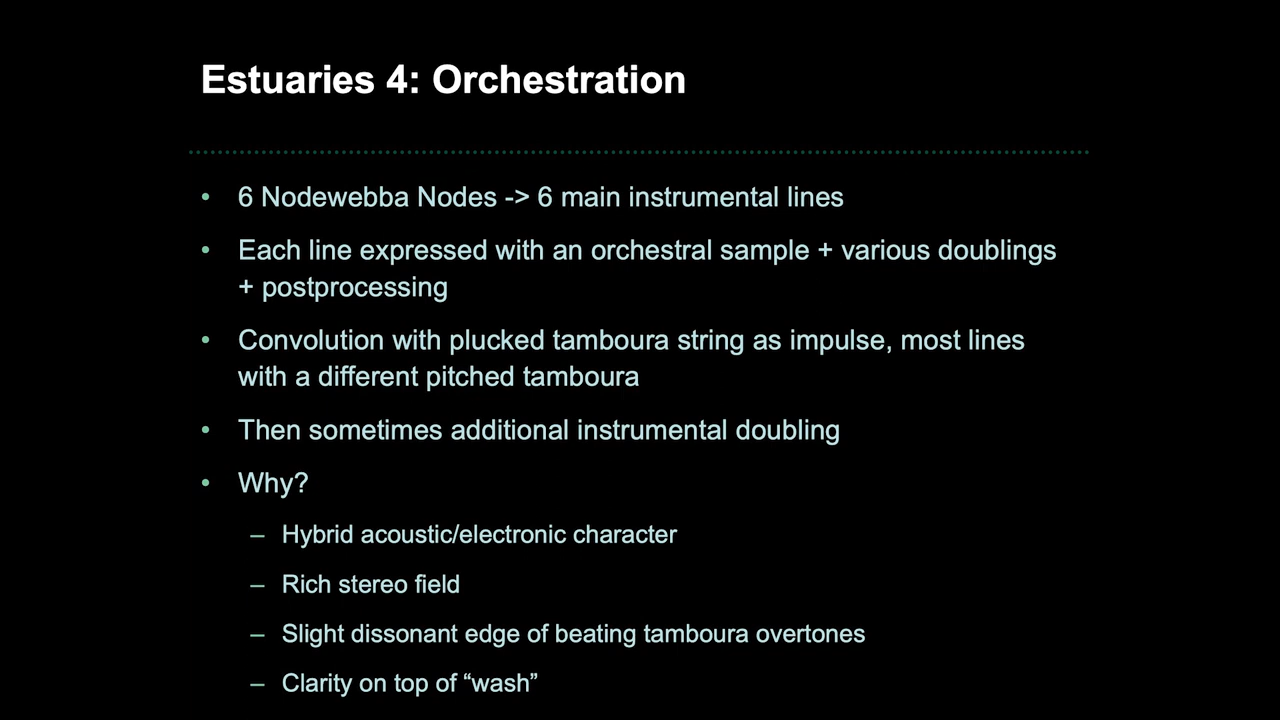 Estuaries 4: Orchestration
• 6 Nodewebba Nodes -> 6 main instrumental lines
• Each line expressed with an orchestral sample + various doublings
+ postprocessing
• Convolution with plucked tamboura string as impulse, most lines
with a different pitched tamboura
• Then sometimes additional instrumental doubling
• Why?
– Hybrid acoustic/electronic character
– Rich stereo field
– Slight dissonant edge of beating tamboura overtones
– Clarity on top of “wash”